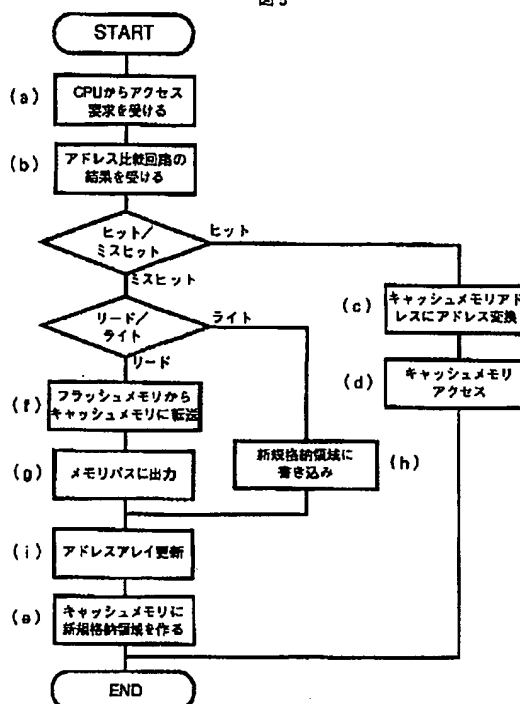 図5
START
(a)
CPUからアクセス
要求を受ける
(b)
アドレス比較回路の
結果を受ける
ヒット/
ミスヒット
ヒット
ミスヒット
リード/
ライト
ライト
リード
(c)
キャッシュメモリアド
レスにアドレス変換
(d)
キャッシュメモリ
アクセス
(f)
フラッシュメモリから
キャッシュメモリに転送
(g)
メモリバスに出力
新規格納領域に
書き込み
(h)
(i)
アドレスアレイ更新
(e)
キャッシュメモリに
新規格納領域を作る
END